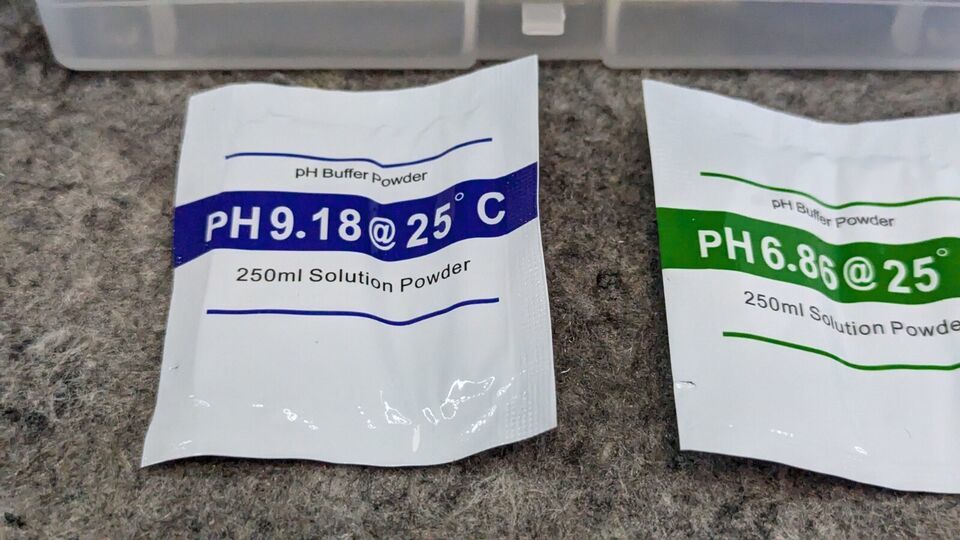 pH Buffer Powder
PH 9.18 @ 25°C
250ml Solution Powder
pH Buffer Powder
PH 6.86 @ 25°
250ml Solution Powde